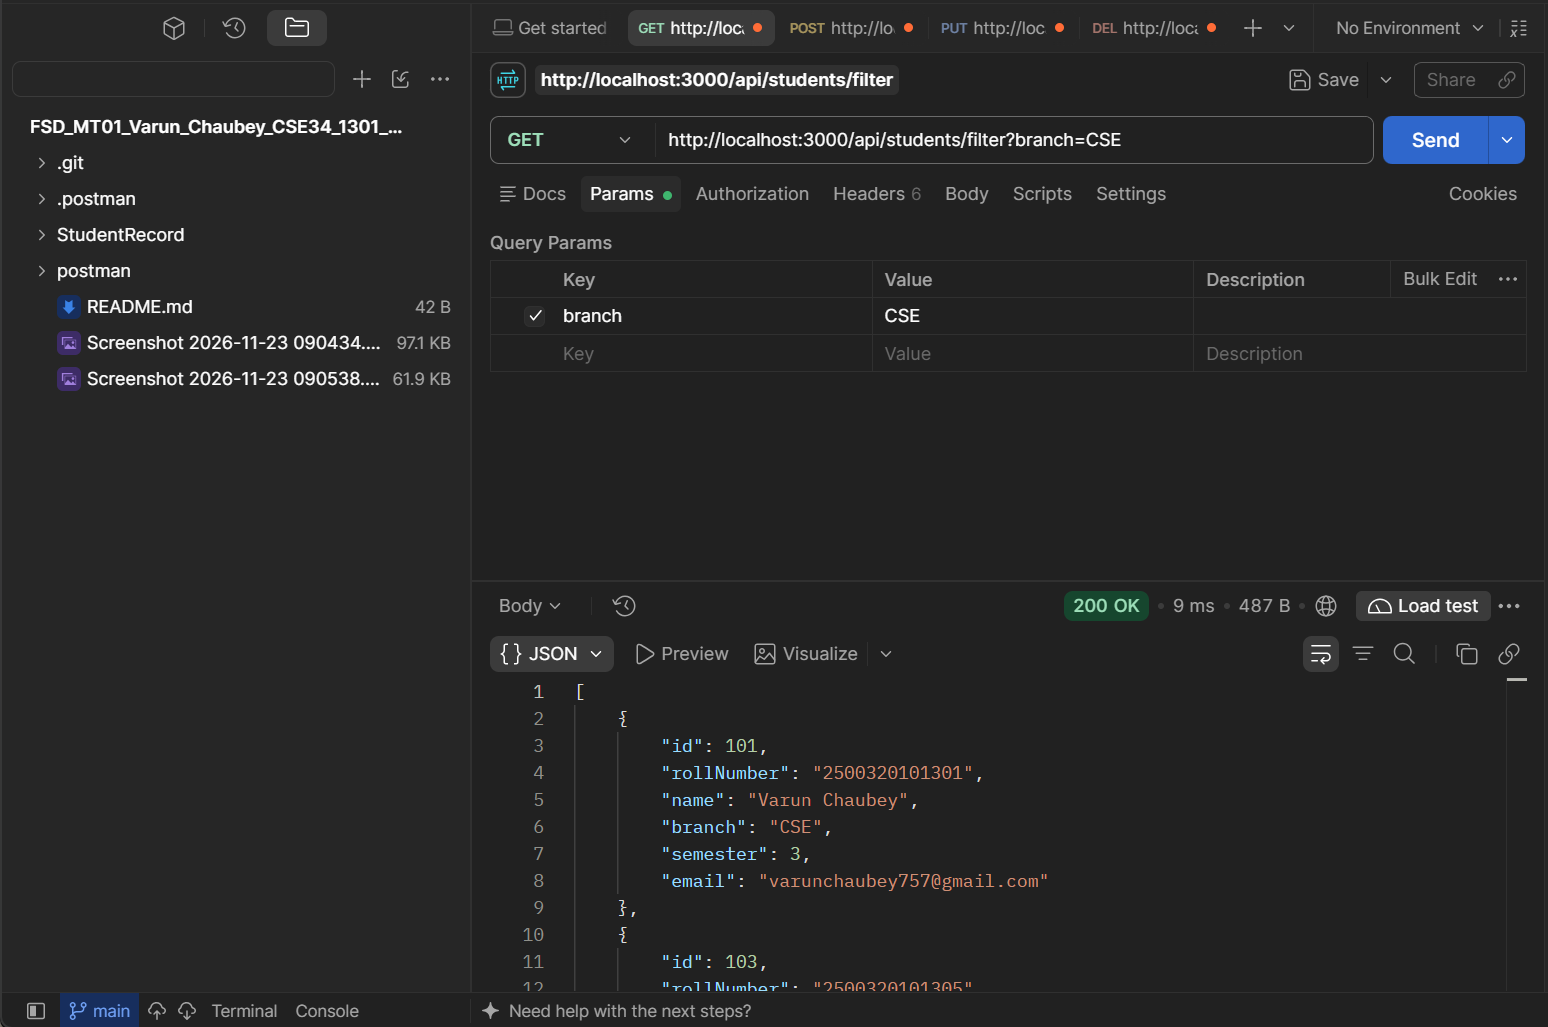 Get started
GET http://loca
POST http://lo
PUT http://loc
DEL http://loca
No Environment
http://localhost:3000/api/students/filter
Save
Share
FSD_MT01_Varun_Chaubey_CSE34_1301_...
.git
.postman
StudentRecord
postman
README.md 42 B
Screenshot 2026-11-23 090434.... 97.1 KB
Screenshot 2026-11-23 090538.... 61.9 KB
HTTP
GET http://localhost:3000/api/students/filter?branch=CSE
Send
Docs Params Authorization Headers 6 Body Scripts Settings Cookies
Query Params
Key Value Description Bulk Edit
branch CSE
Key Value Description
Body 200 OK 9 ms 487 B Load test
{} JSON Preview Visualize
1 [
2 {
3 "id": 101,
4 "rollNumber": "2500320101301",
5 "name": "Varun Chaubey",
6 "branch": "CSE",
7 "semester": 3,
8 "email": "varunchaubey757@gmail.com"
9 },
10 {
11 "id": 103,
12 "rollNumber": "2500320101305"
main Terminal Console Need help with the next steps?